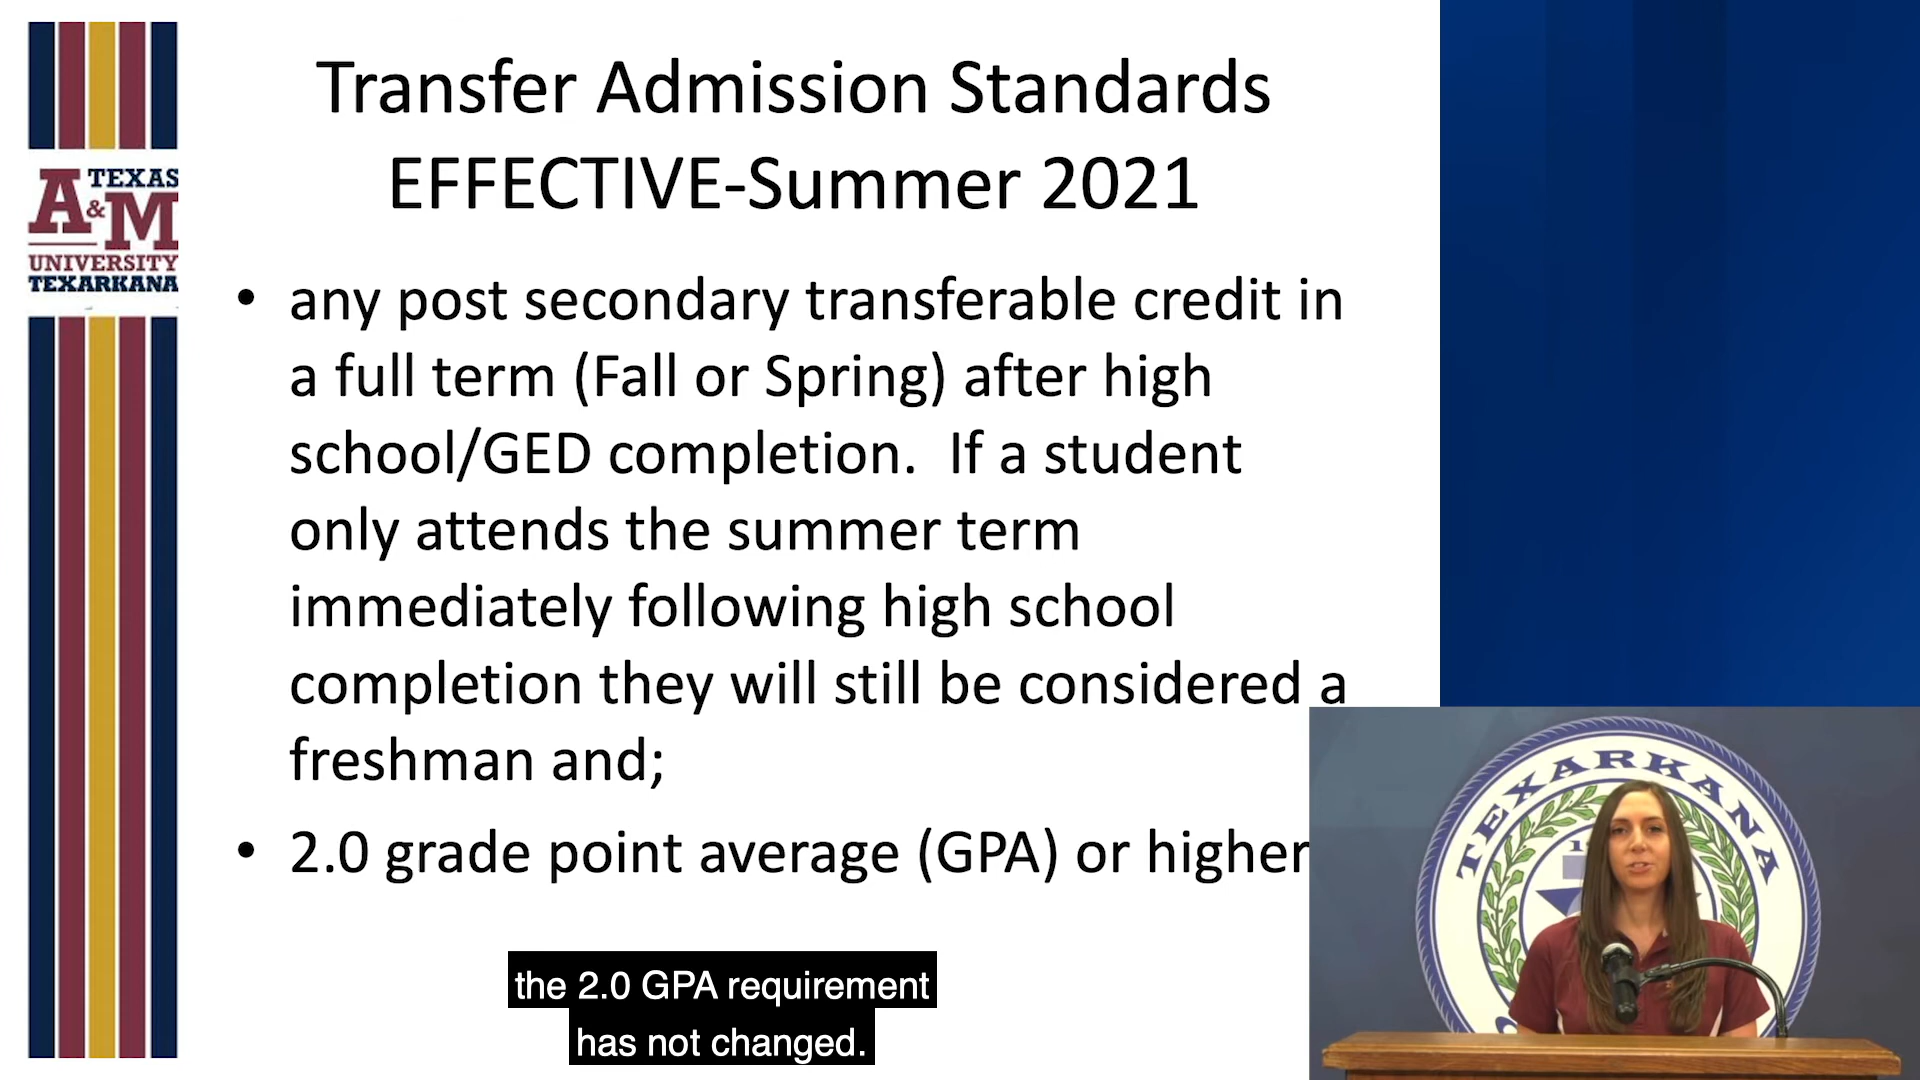 Transfer Admission Standards
EFFECTIVE-Summer 2021
TEXAS
A&M
UNIVERSITY
TEXARKANA
• any post secondary transferable credit in
a full term (Fall or Spring) after high
school/GED completion.  If a student
only attends the summer term
immediately following high school
completion they will still be considered a
freshman and;
• 2.0 grade point average (GPA) or higher
TEXARKANA
the 2.0 GPA requirement
has not changed.